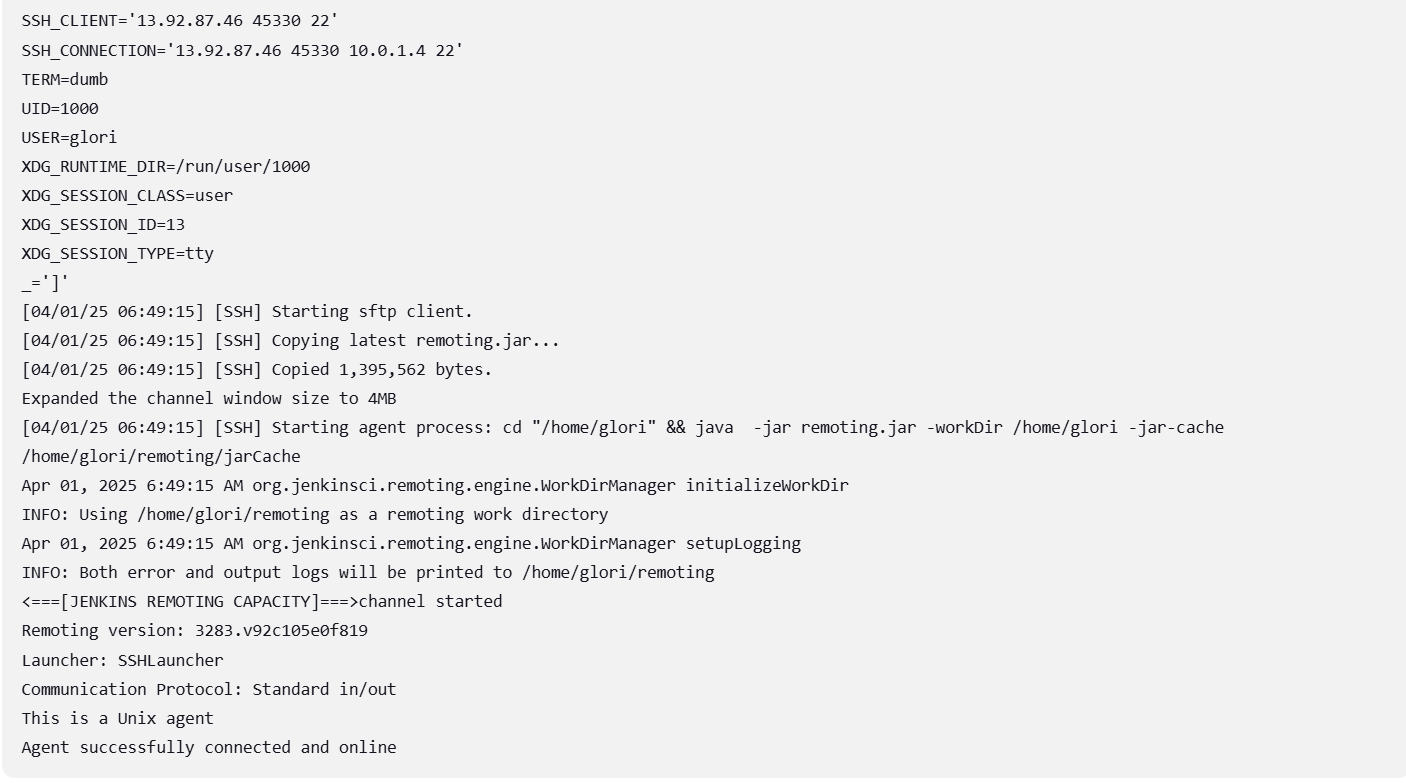 SSH_CLIENT='13.92.87.46 45330 22'
SSH_CONNECTION='13.92.87.46 45330 10.0.1.4 22'
TERM=dumb
UID=1000
USER=glori
XDG_RUNTIME_DIR=/run/user/1000
XDG_SESSION_CLASS=user
XDG_SESSION_ID=13
XDG_SESSION_TYPE=tty
_=']'
[04/01/25 06:49:15] [SSH] Starting sftp client.
[04/01/25 06:49:15] [SSH] Copying latest remoting.jar...
[04/01/25 06:49:15] [SSH] Copied 1,395,562 bytes.
Expanded the channel window size to 4MB
[04/01/25 06:49:15] [SSH] Starting agent process: cd "/home/glori" && java  -jar remoting.jar -workDir /home/glori -jar-cache
/home/glori/remoting/jarCache
Apr 01, 2025 6:49:15 AM org.jenkinsci.remoting.engine.WorkDirManager initializeWorkDir
INFO: Using /home/glori/remoting as a remoting work directory
Apr 01, 2025 6:49:15 AM org.jenkinsci.remoting.engine.WorkDirManager setupLogging
INFO: Both error and output logs will be printed to /home/glori/remoting
<===[JENKINS REMOTING CAPACITY]===>channel started
Remoting version: 3283.v92c105e0f819
Launcher: SSHLauncher
Communication Protocol: Standard in/out
This is a Unix agent
Agent successfully connected and online